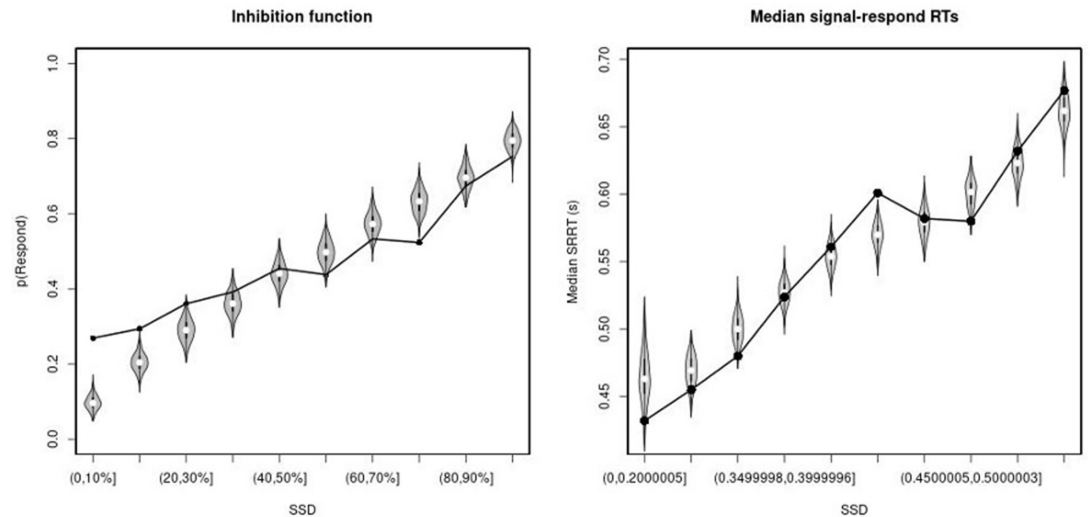 Inhibition function
p(Respond)
1.0
0.8
0.6
0.4
0.2
0.0
(0,10%] (20,30%] (40,50%] (60,70%] (80,90%]
SSD
Median signal-respond RTs
Median SRRT (s)
0.70
0.65
0.60
0.55
0.50
0.45
(0,0.2000005] (0.3499998,0.3999996] (0.4500005,0.5000003]
SSD